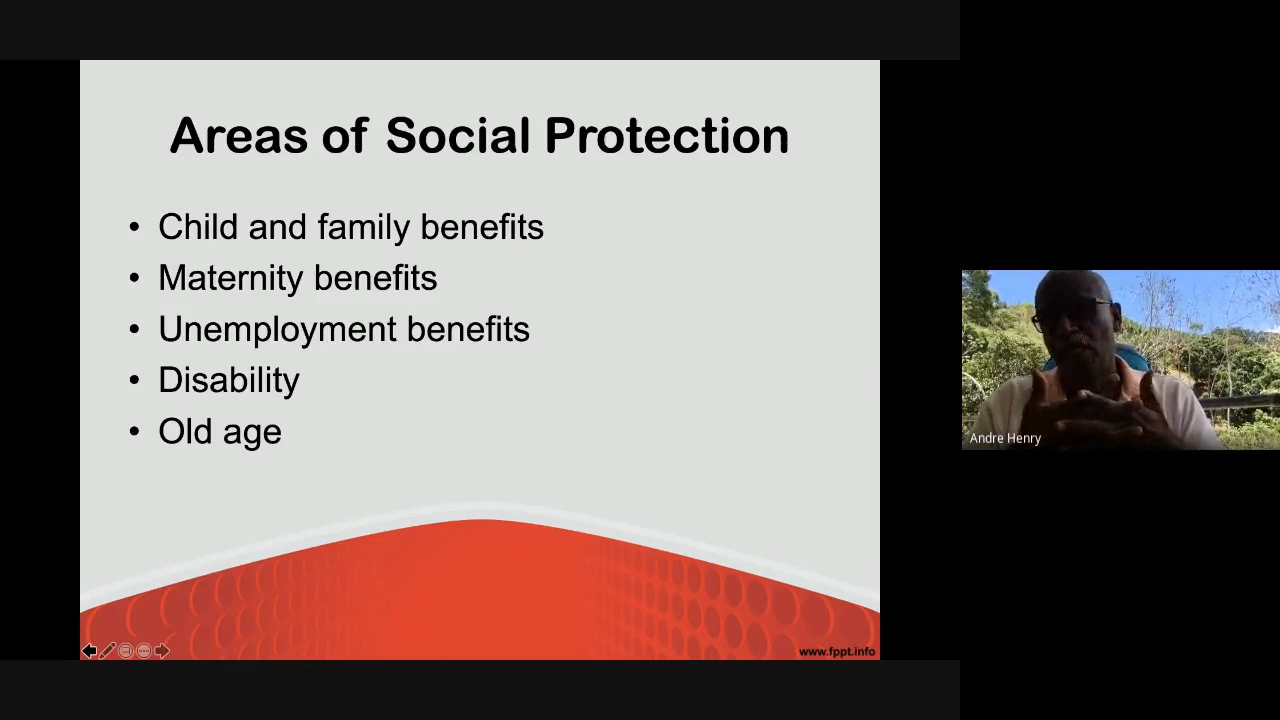 Areas of Social Protection
• Child and family benefits
• Maternity benefits
• Unemployment benefits
• Disability
• Old age
www.fppt.info
Andre Henry